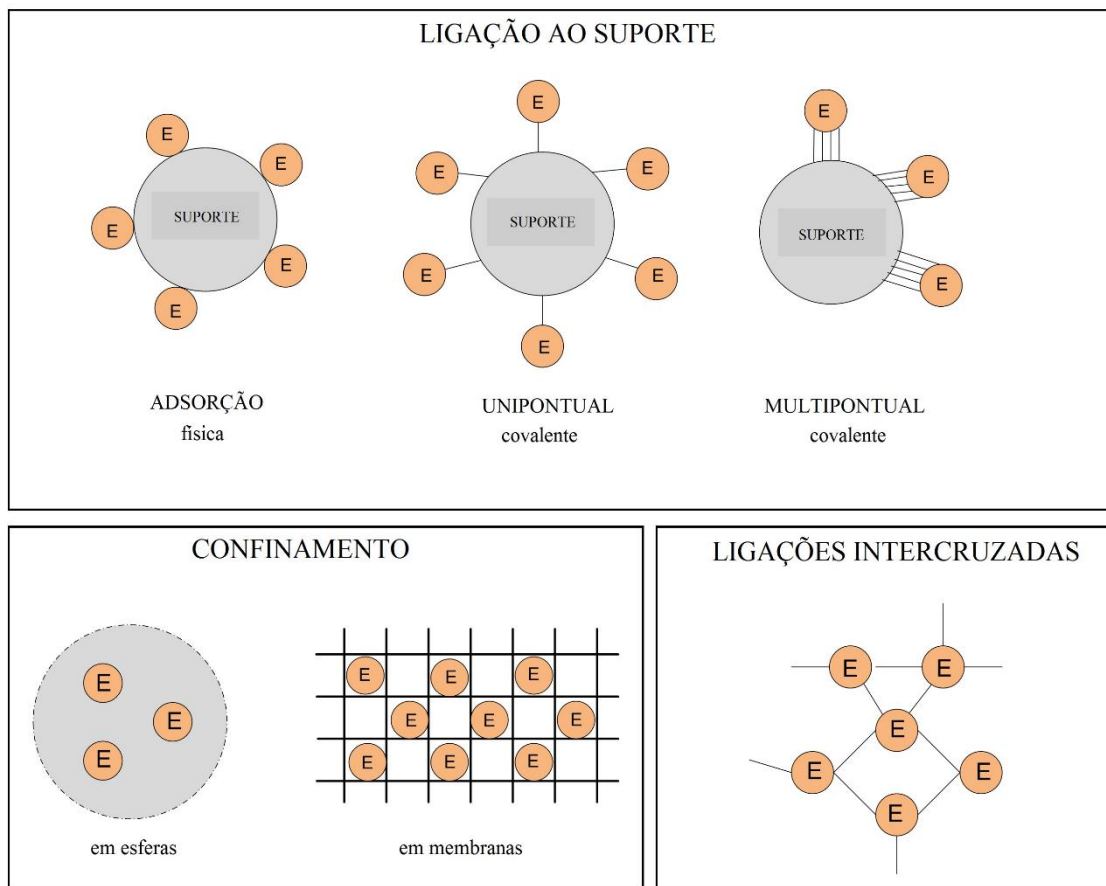 LIGAÇÃO AO SUPORTE
E
E
E
E
E
SUPORTE
ADSORÇÃO
física
E
E
E
E
E
E
SUPORTE
UNIPONTUAL
covalente
E
E
E
SUPORTE
MULTIPONTUAL
covalente
CONFINAMENTO
E
E
E
em esferas
E E E
E E E
E E E
em membranas
LIGAÇÕES INTERCRUZADAS
E E
E
E E
E